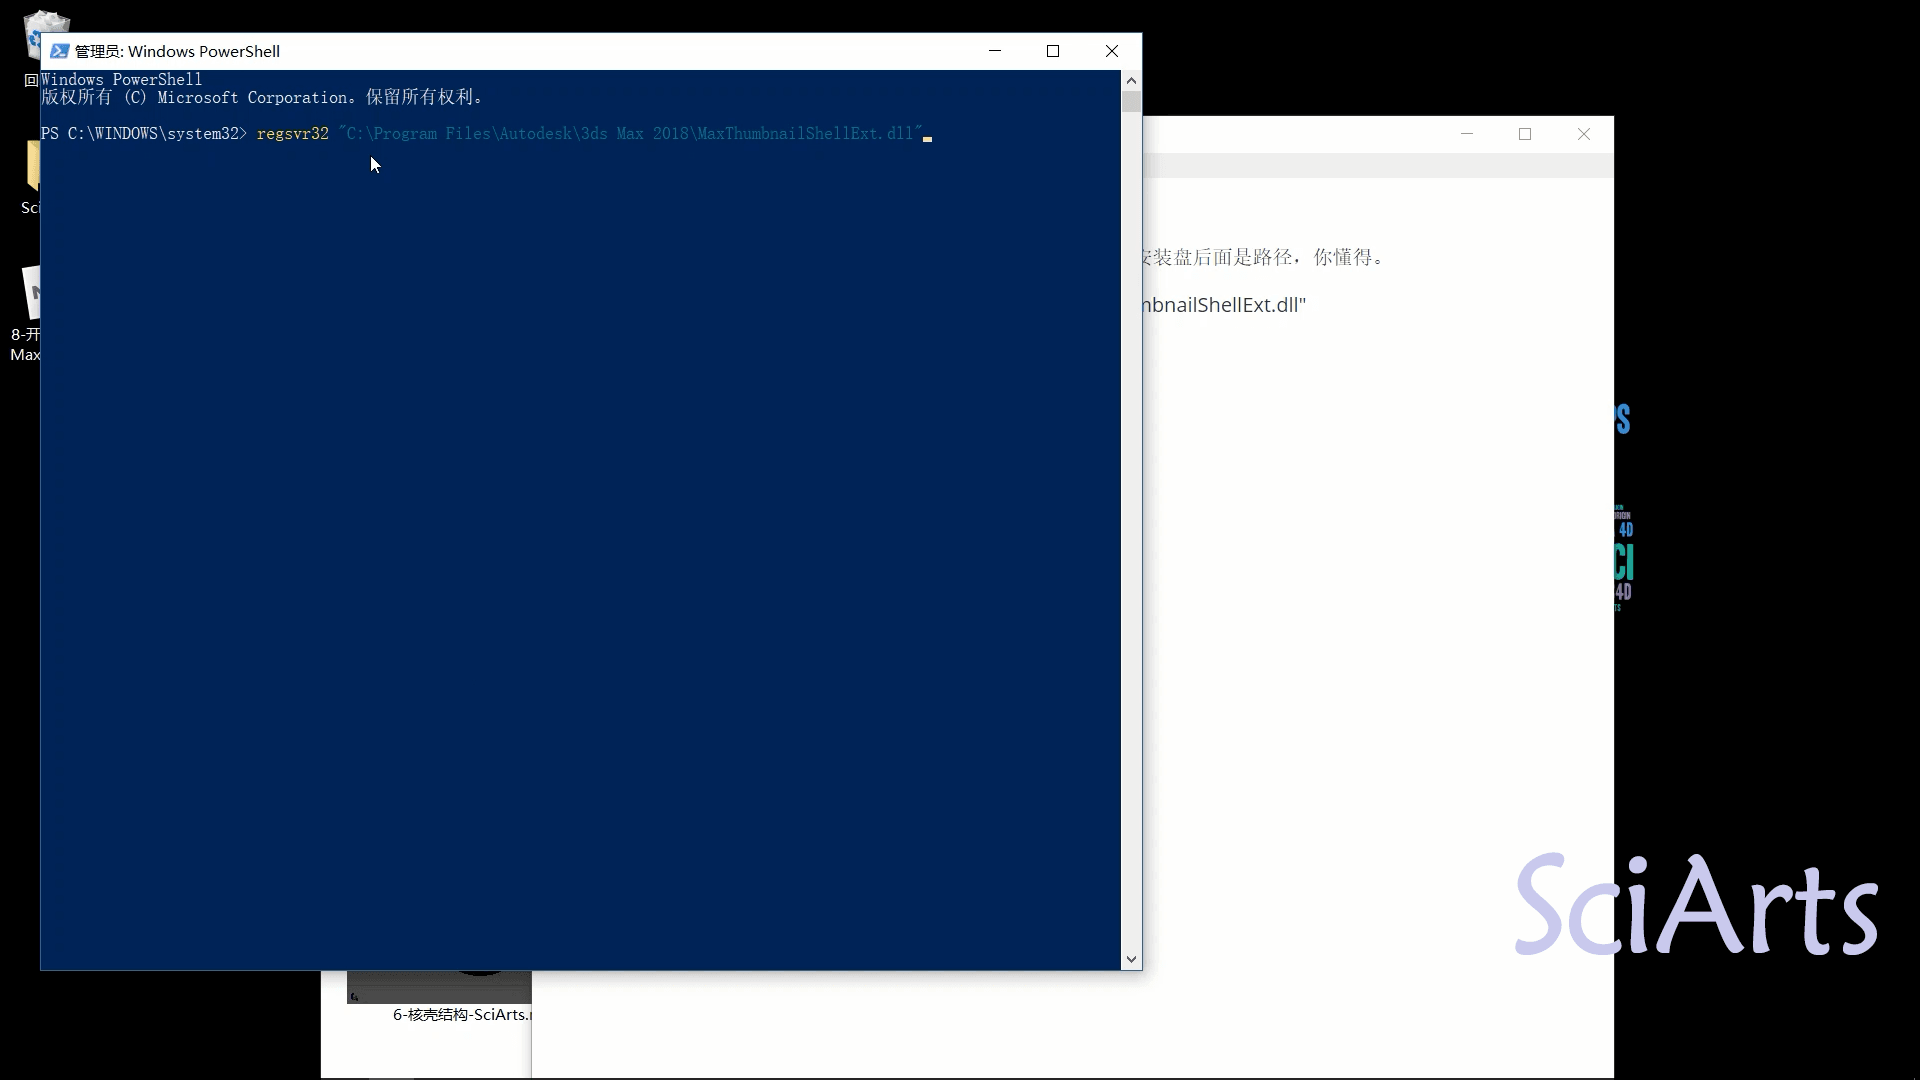 管理员: Windows PowerShell
回
Windows PowerShell
版权所有 (C) Microsoft Corporation。保留所有权利。
PS C:\WINDOWS\system32> regsvr32 "C:\Program Files\Autodesk\3ds Max 2018\MaxThumbnailShellExt.dll"
Sci
安装盘后面是路径，你懂得。
mbnailShellExt.dll"
8-开
Max
PS
4D
CI
4D
TS
SciArts
6-核壳结构-SciArts.